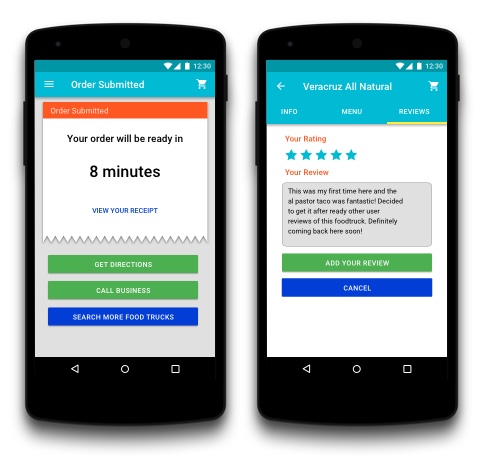 12:30
Order Submitted
Order Submitted
Your order will be ready in
8 minutes
VIEW YOUR RECEIPT
GET DIRECTIONS
CALL BUSINESS
SEARCH MORE FOOD TRUCKS
12:30
Veracruz All Natural
INFO MENU REVIEWS
Your Rating
Your Review
This was my first time here and the
al pastor taco was fantastic! Decided
to get it after ready other user
reviews of this foodtruck. Definitely
coming back here soon!
ADD YOUR REVIEW
CANCEL